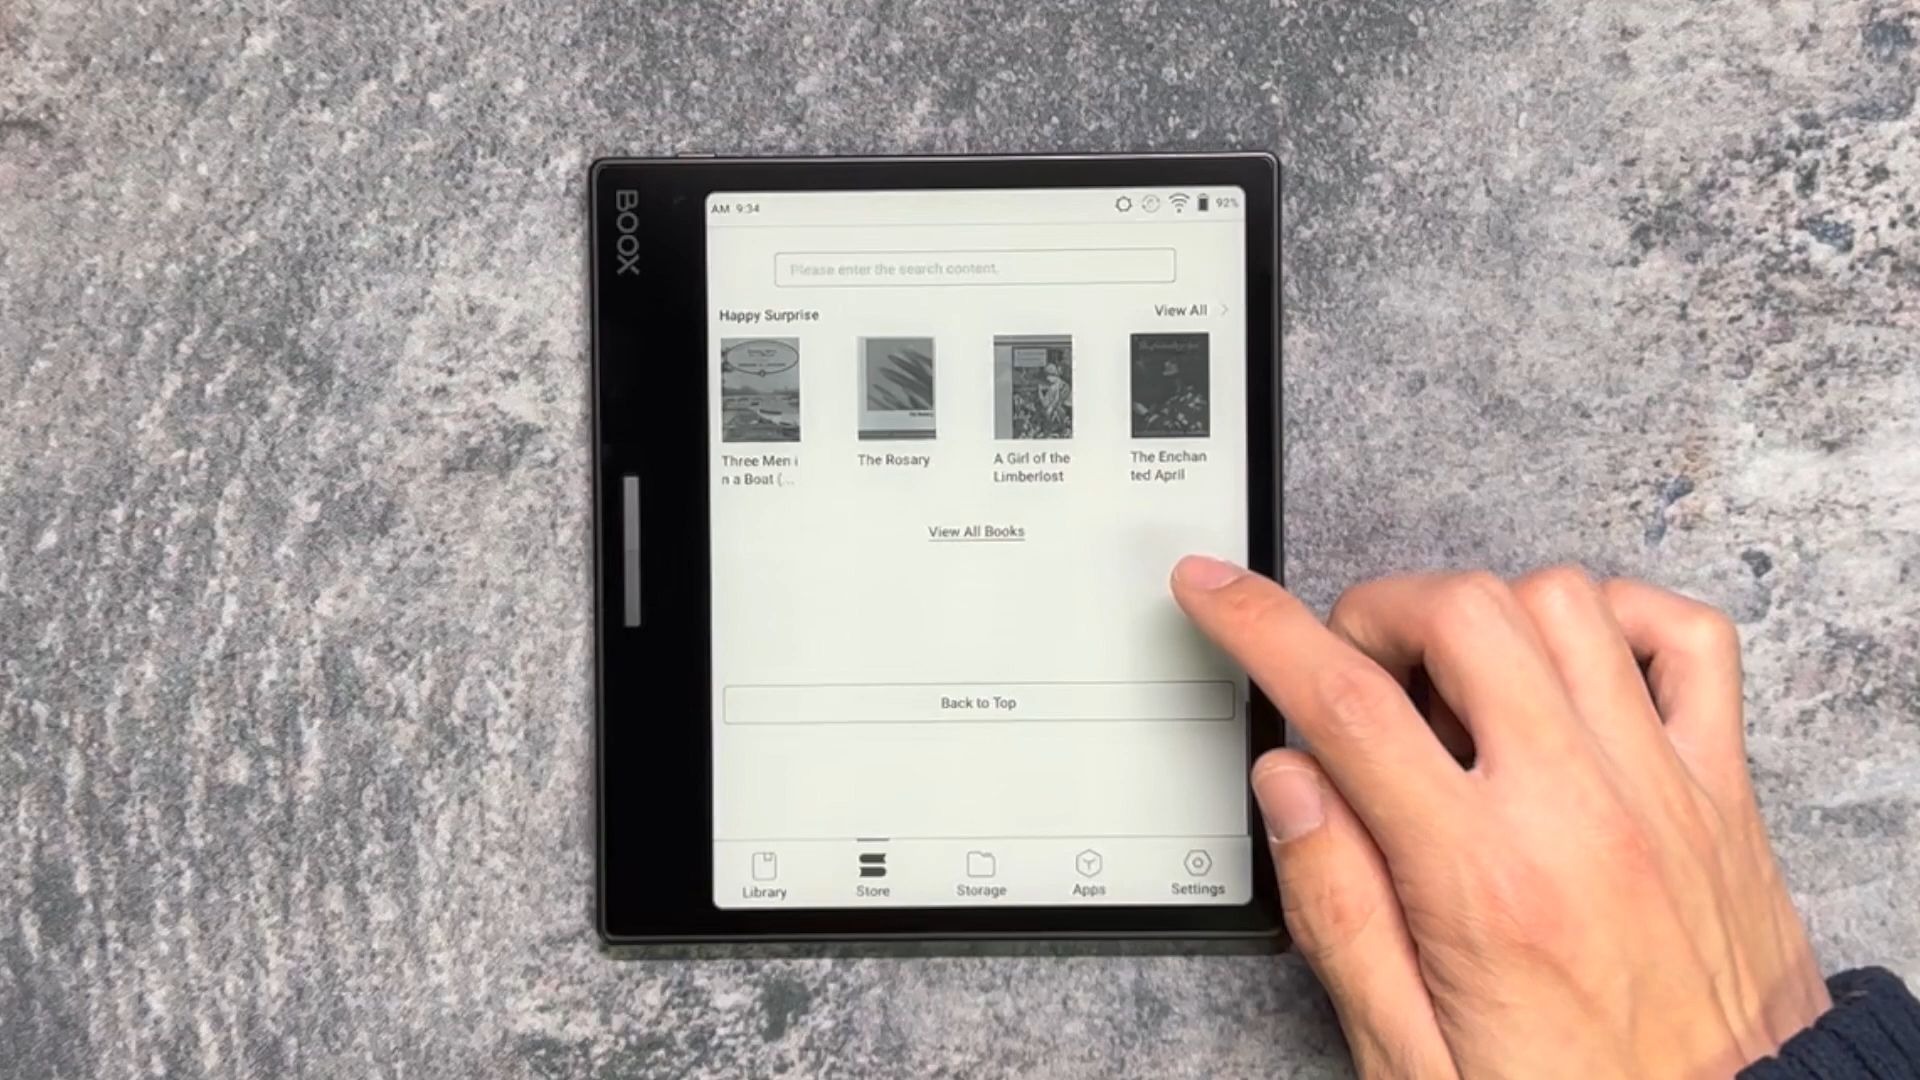 BOOX
AM 9:34
92%
Please enter the search content.
Happy Surprise
View All
Three Men i
n a Boat (...
The Rosary
A Girl of the
Limberlost
The Enchan
ted April
View All Books
Back to Top
Library
Store
Storage
Apps
Settings